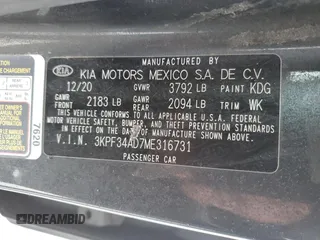 KIA KIA MOTORS MEXICO S.A. DE C.V.
12/20 GVWR 3792 LB PAINT KDG
GAWR FRONT 2183 LB GAWR REAR 2094 LB TRIM WK
THIS VEHICLE CONFORMS TO ALL APPLICABLE
U.S.A. FEDERAL MOTOR VEHICLE SAFETY, BUMPER,
AND THEFT PREVENTION STANDARDS IN EFFECT ON
THE DATE OF MANUFACTURE SHOWN ABOVE.
V.I.N. 3KPF34AD7ME316731
PASSENGER CAR
7620
DREAMBID